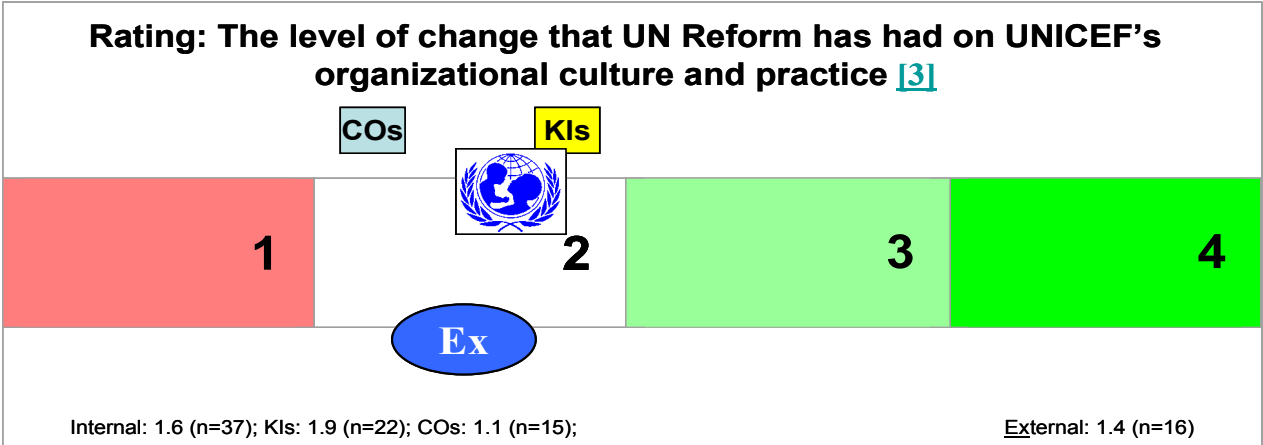 Rating: The level of change that UN Reform has had on UNICEF’s
organizational culture and practice [3]
COs KIs
1 2 3 4
Ex
Internal: 1.6 (n=37); KIs: 1.9 (n=22); COs: 1.1 (n=15); External: 1.4 (n=16)